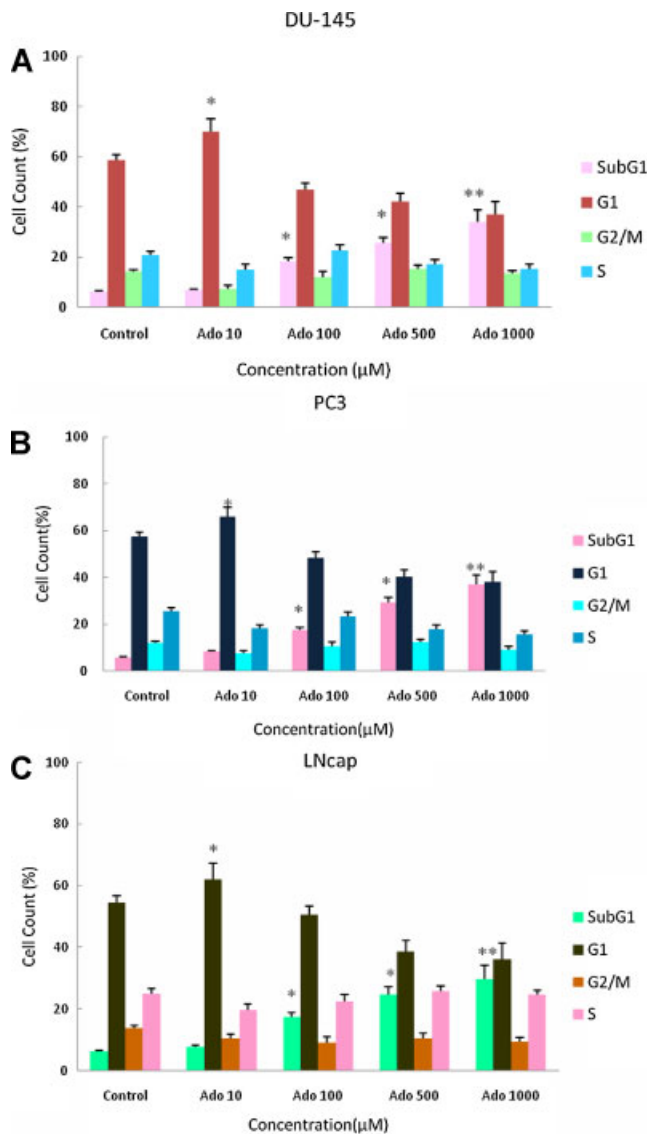 DU-145
A
100
80
60
40
20
0
Cell Count (%)
*
*
*
**
Control Ado 10 Ado 100 Ado 500 Ado 1000
Concentration (µM)
SubG1
G1
G2/M
S
PC3
B
100
80
60
40
20
0
Cell Count(%)
*
*
*
**
Control Ado 10 Ado 100 Ado 500 Ado 1000
Concentration(µM)
SubG1
G1
G2/M
S
LNcap
C
100
80
60
40
20
0
Cell Count (%)
*
*
*
**
Control Ado 10 Ado 100 Ado 500 Ado 1000
Concentration(µM)
SubG1
G1
G2/M
S